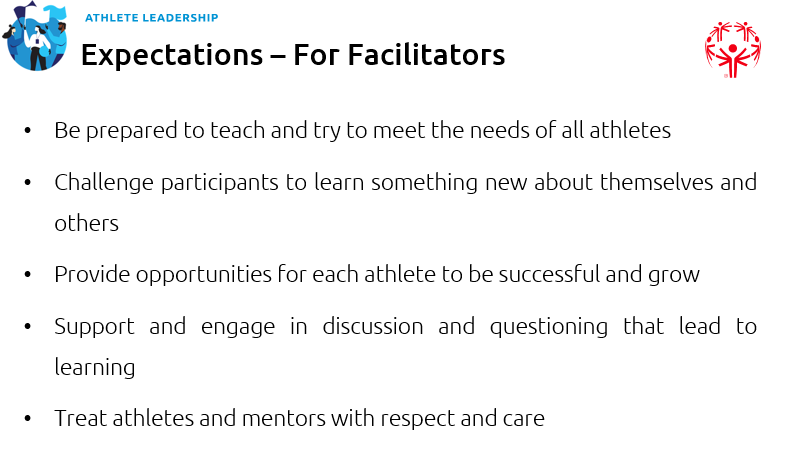 ATHLETE LEADERSHIP
Expectations – For Facilitators
• Be prepared to teach and try to meet the needs of all athletes
• Challenge participants to learn something new about themselves and
others
• Provide opportunities for each athlete to be successful and grow
• Support and engage in discussion and questioning that lead to
learning
• Treat athletes and mentors with respect and care